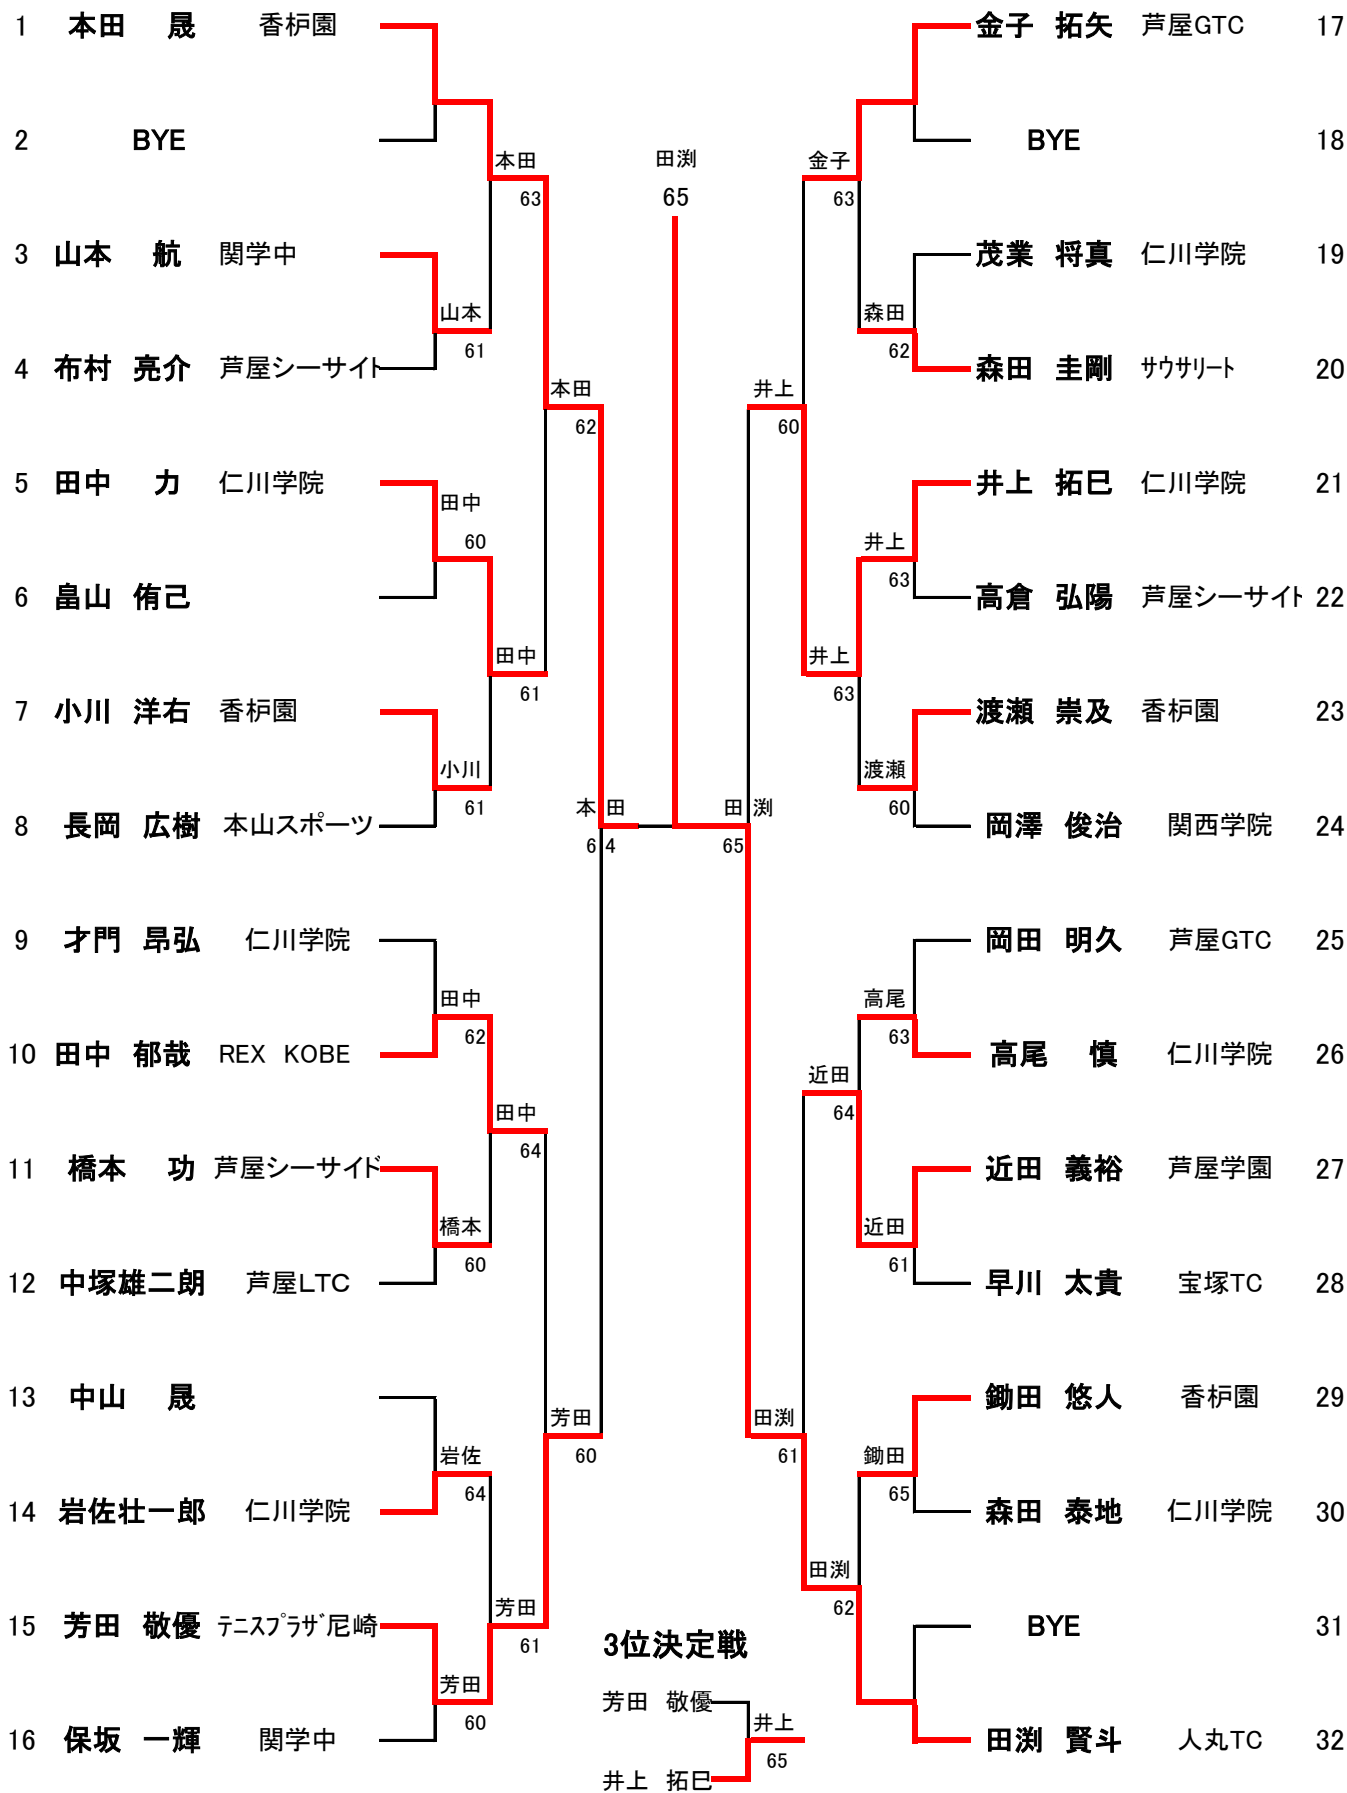 1 本田 晟 香枦園
2 BYE
本田
63
3 山本 航 関学中
山本
61
4 布村 亮介 芦屋シーサイト
本田
62
5 田中 力 仁川学院
田中
60
6 畠山 侑己
田中
61
7 小川 洋右 香枦園
小川
61
8 長岡 広樹 本山スポーツ
本田
64
9 才門 昂弘 仁川学院
田中
62
10 田中 郁哉 REX KOBE
田中
64
11 橋本 功 芦屋シーサイド
橋本
60
12 中塚雄二朗 芦屋LTC
13 中山 晟
芳田
60
岩佐
64
14 岩佐壮一郎 仁川学院
芳田
61
15 芳田 敬優 テニスプラザ尼崎
芳田
60
16 保坂 一輝 関学中
田渕
65
金子 拓矢 芦屋GTC 17
BYE 18
金子
63
茂業 将真 仁川学院 19
森田
62
森田 圭剛 サウサリート 20
井上
60
井上 拓巳 仁川学院 21
井上
63
高倉 弘陽 芦屋シーサイト 22
井上
63
渡瀬 崇及 香枦園 23
渡瀬
60
岡澤 俊治 関西学院 24
田渕
65
岡田 明久 芦屋GTC 25
高尾
63
高尾 慎 仁川学院 26
近田
64
近田 義裕 芦屋学園 27
近田
61
早川 太貴 宝塚TC 28
鋤田 悠人 香枦園 29
田渕
61
鋤田
65
森田 泰地 仁川学院 30
田渕
62
BYE 31
田渕 賢斗 人丸TC 32
3位決定戦
芳田 敬優
井上
65
井上 拓巳